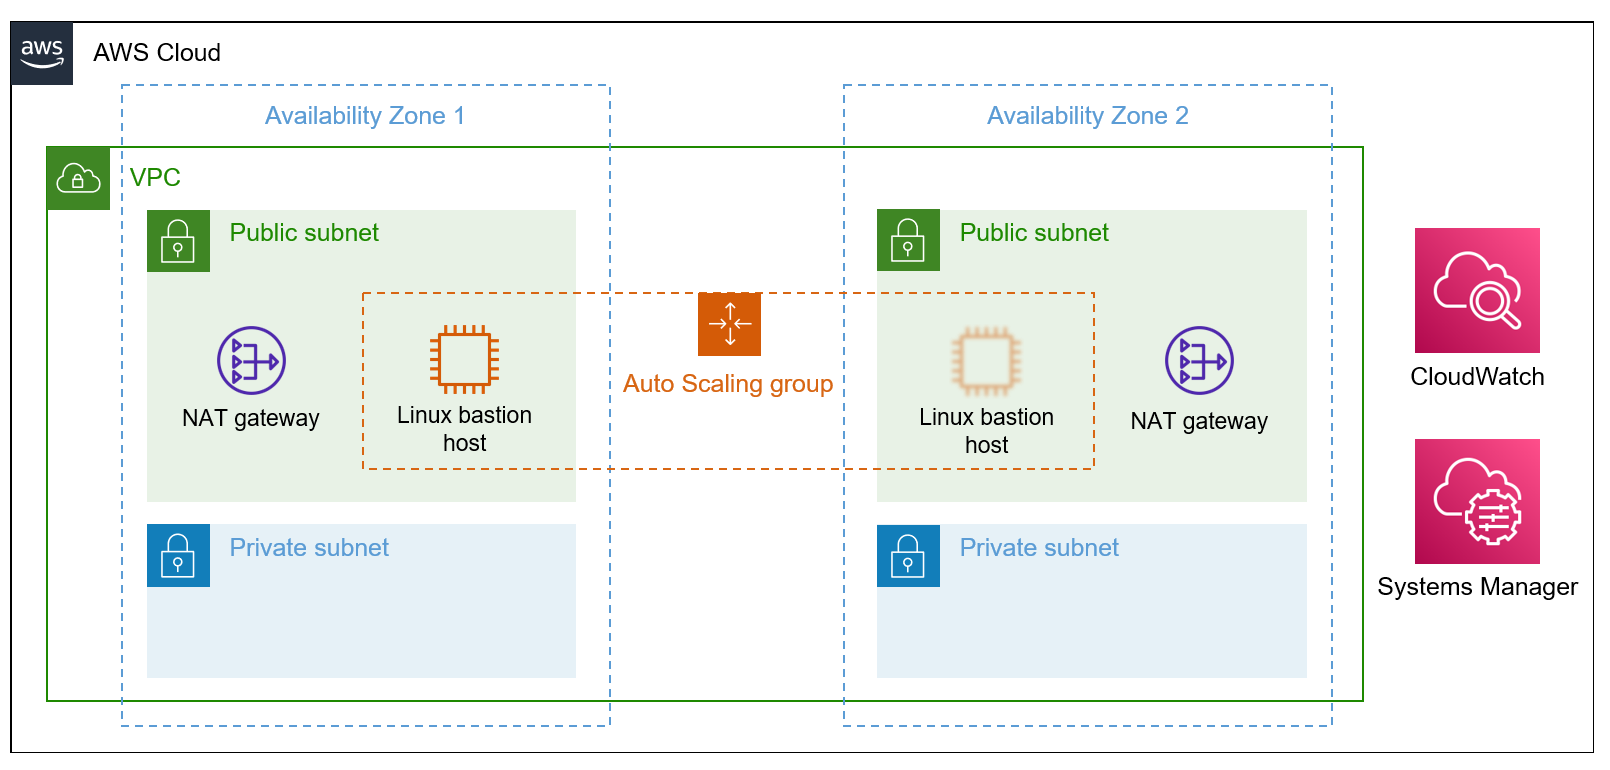 aws
AWS Cloud
Availability Zone 1
Availability Zone 2
VPC
Public subnet
Public subnet
NAT gateway
Linux bastion
host
Auto Scaling group
Linux bastion
host
NAT gateway
CloudWatch
Private subnet
Private subnet
Systems Manager